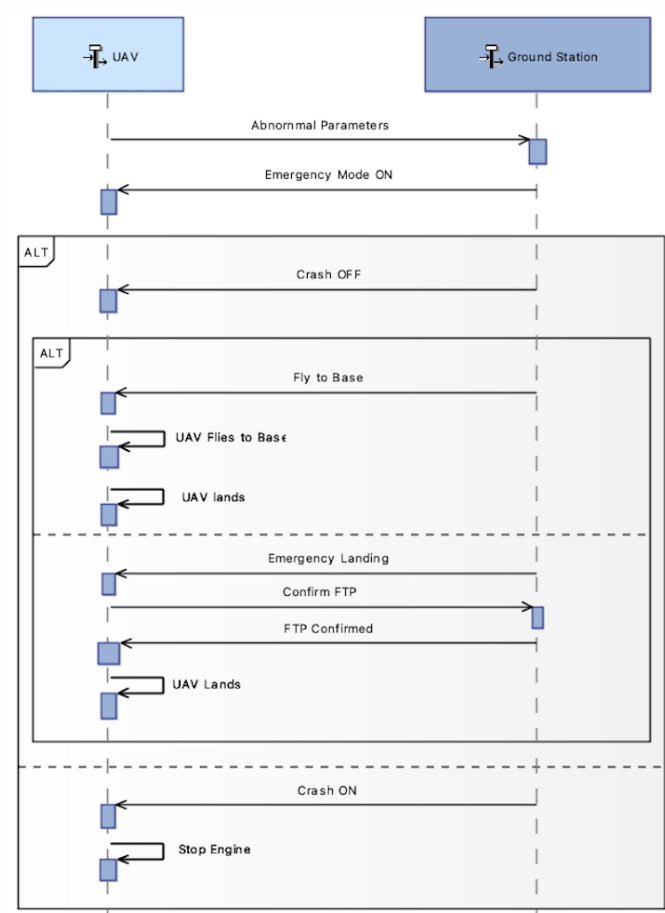 UAV
Ground Station
Abnornmal Parameters
Emergency Mode ON
ALT
Crash OFF
ALT
Fly to Base
UAV Flies to Base
UAV lands
Emergency Landing
Confirm FTP
FTP Confirmed
UAV Lands
Crash ON
Stop Engine